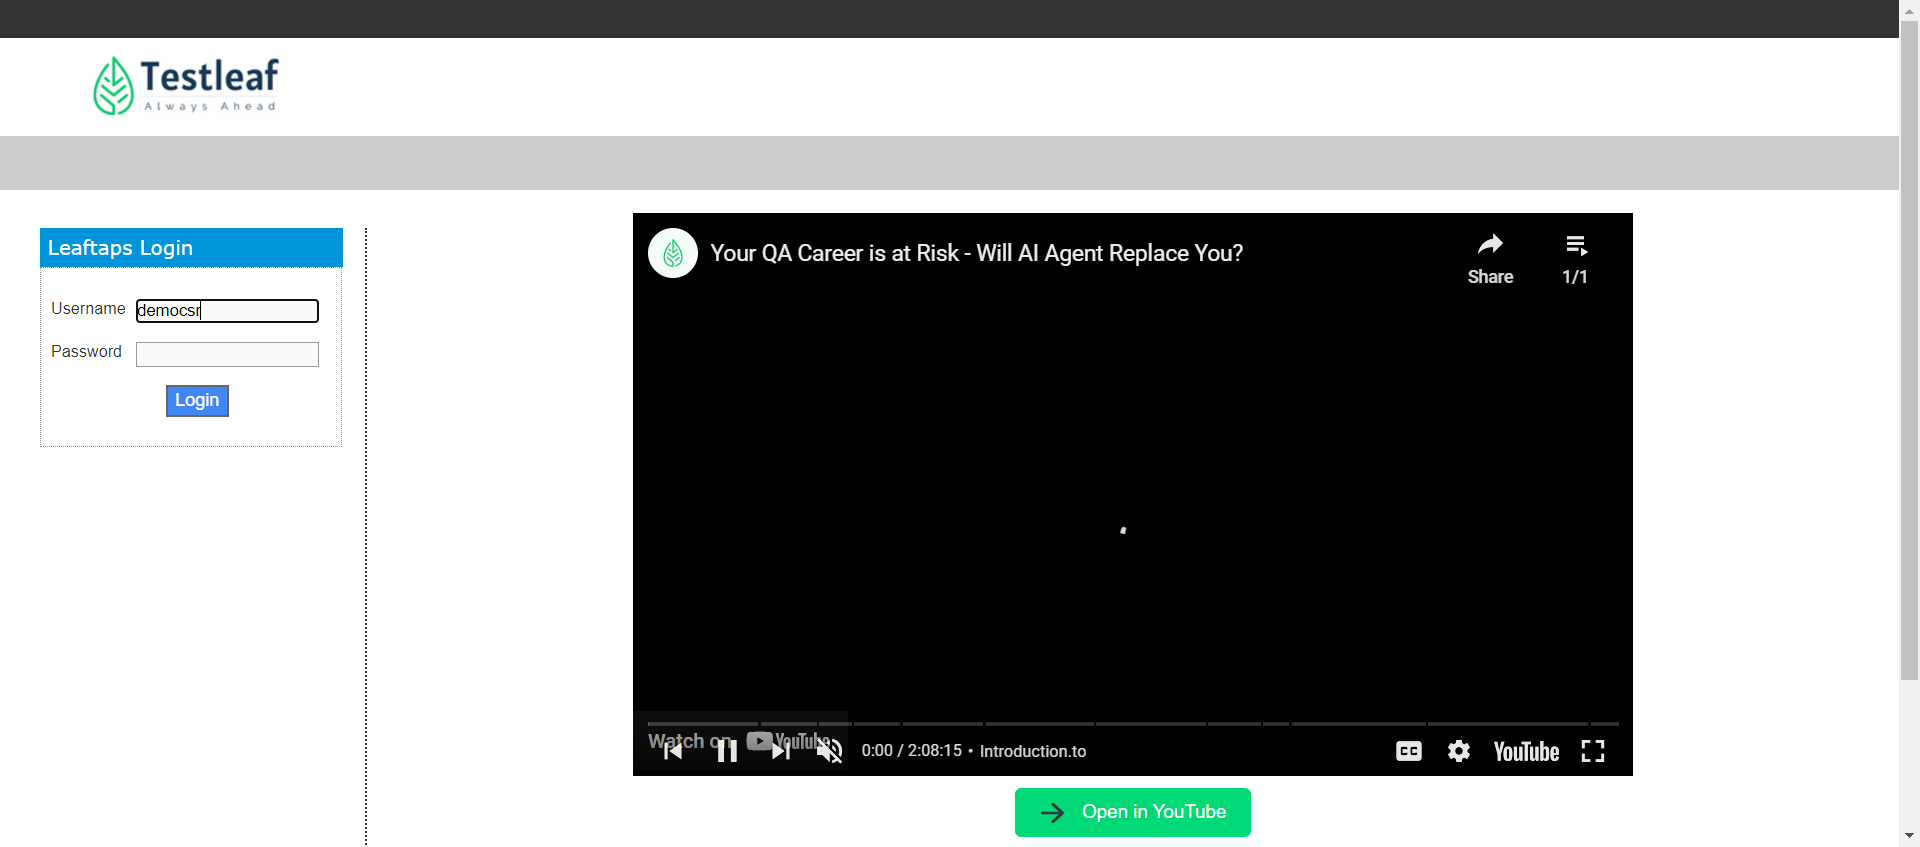 Testleaf
Always Ahead
Leaftaps Login
Username democsr
Password
Login
Your QA Career is at Risk - Will AI Agent Replace You?
Share
1/1
Watch on YouTube
0:00 / 2:08:15 • Introduction.to
CC
YouTube
Open in YouTube